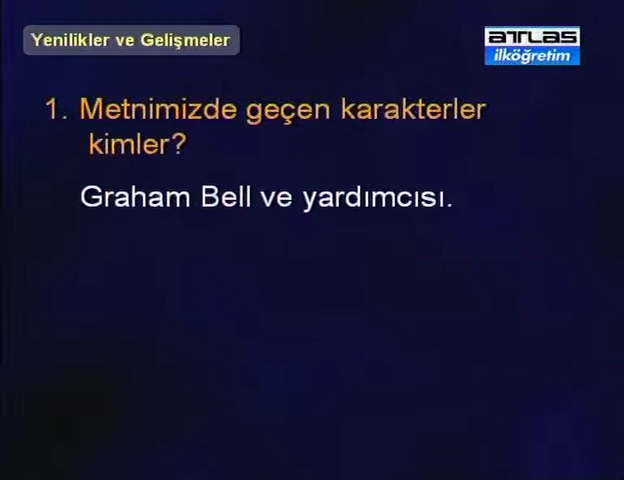 Yenilikler ve Gelişmeler
ATLAS
ilköğretim
1. Metnimizde geçen karakterler
kimler?
Graham Bell ve yardımcısı.